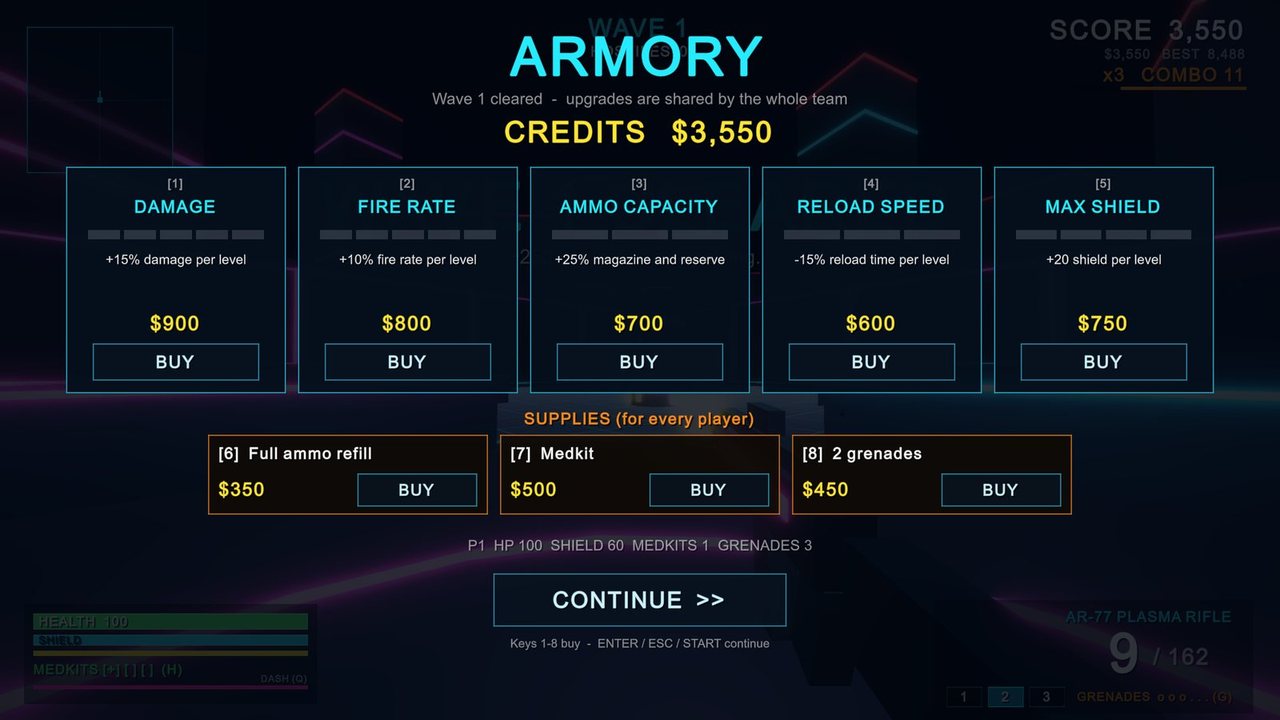 WAVE 1
SCORE 3,550
ARMORY
$3,550 BEST 8,488
x3 COMBO 11
Wave 1 cleared - upgrades are shared by the whole team
CREDITS $3,550
[1]
DAMAGE
+15% damage per level
$900
BUY
[2]
FIRE RATE
+10% fire rate per level
$800
BUY
[3]
AMMO CAPACITY
+25% magazine and reserve
$700
BUY
[4]
RELOAD SPEED
-15% reload time per level
$600
BUY
[5]
MAX SHIELD
+20 shield per level
$750
BUY
SUPPLIES (for every player)
[6] Full ammo refill
$350 BUY
[7] Medkit
$500 BUY
[8] 2 grenades
$450 BUY
P1 HP 100 SHIELD 60 MEDKITS 1 GRENADES 3
CONTINUE >>
Keys 1-8 buy - ENTER / ESC / START continue
HEALTH 100
SHIELD
MEDKITS [+] [ ] [ ] (H)
DASH (Q)
AR-77 PLASMA RIFLE
9 / 162
1 2 3 GRENADES o o o . . . (G)